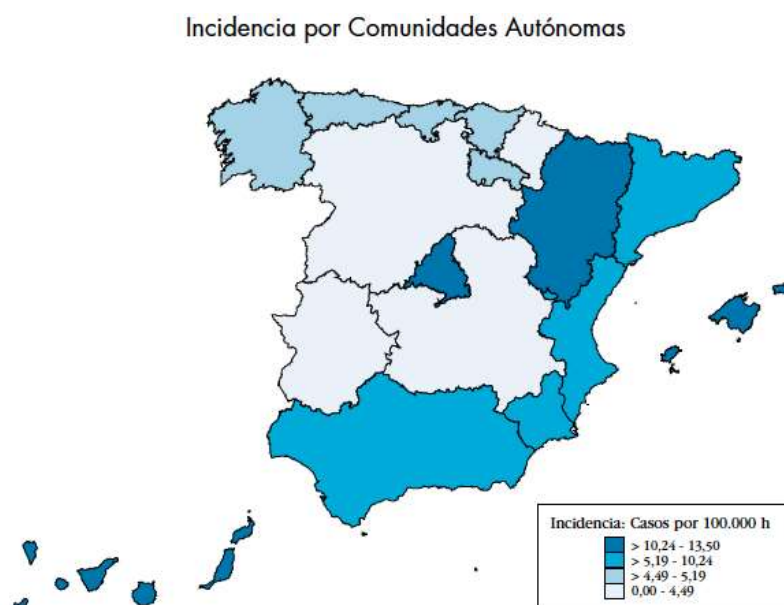 Incidencia por Comunidades Autónomas
Incidencia: Casos por 100.000 h
> 10,24 - 13,50
> 5,19 - 10,24
> 4,49 - 5,19
0,00 - 4,49